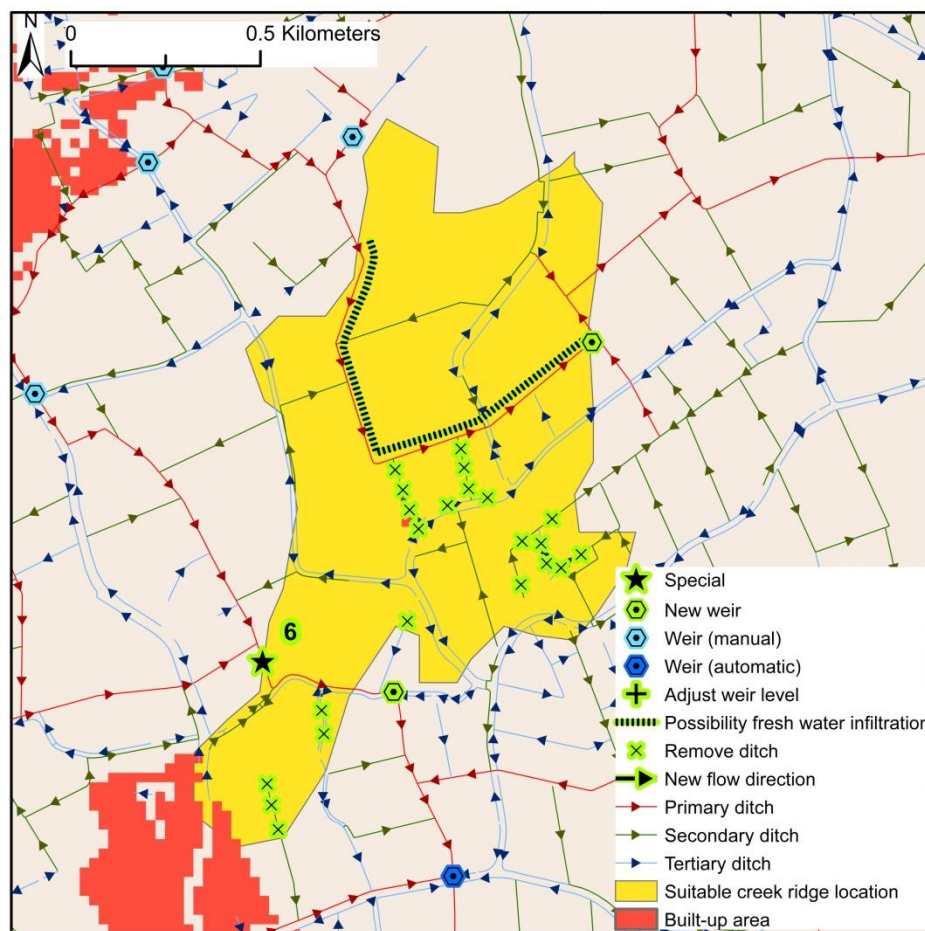 N
0 0.5 Kilometers
6
Special
New weir
Weir (manual)
Weir (automatic)
Adjust weir level
Possibility fresh water infiltration
Remove ditch
New flow direction
Primary ditch
Secondary ditch
Tertiary ditch
Suitable creek ridge location
Built-up area